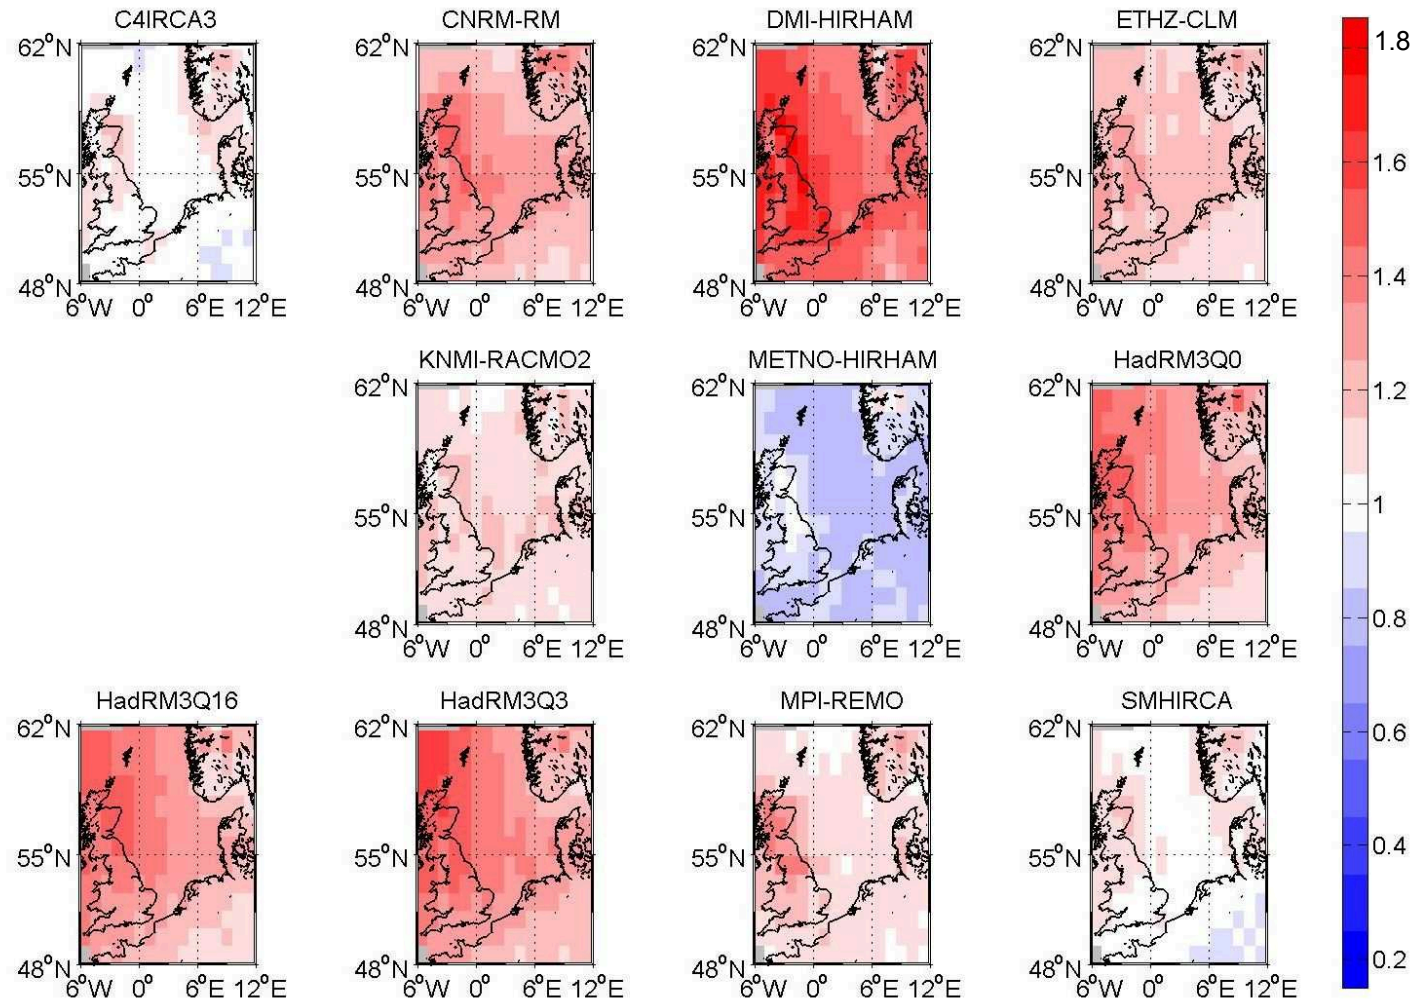 C4IRCA3 CNRM-RM DMI-HIRHAM ETHZ-CLM
62°N 62°N 62°N 62°N 1.8
1.6
55°N 55°N 55°N 55°N
1.4
48°N 48°N 48°N 48°N
6°W 0° 6°E 12°E 6°W 0° 6°E 12°E 6°W 0° 6°E 12°E 6°W 0° 6°E 12°E
KNMI-RACMO2 METNO-HIRHAM HadRM3Q0
62°N 62°N 62°N 1.2
1
55°N 55°N 55°N
0.8
48°N 48°N 48°N
6°W 0° 6°E 12°E 6°W 0° 6°E 12°E 6°W 0° 6°E 12°E
HadRM3Q16 HadRM3Q3 MPI-REMO SMHIRCA
62°N 62°N 62°N 62°N 0.6
55°N 55°N 55°N 55°N 0.4
48°N 48°N 48°N 48°N 0.2
6°W 0° 6°E 12°E 6°W 0° 6°E 12°E 6°W 0° 6°E 12°E 6°W 0° 6°E 12°E